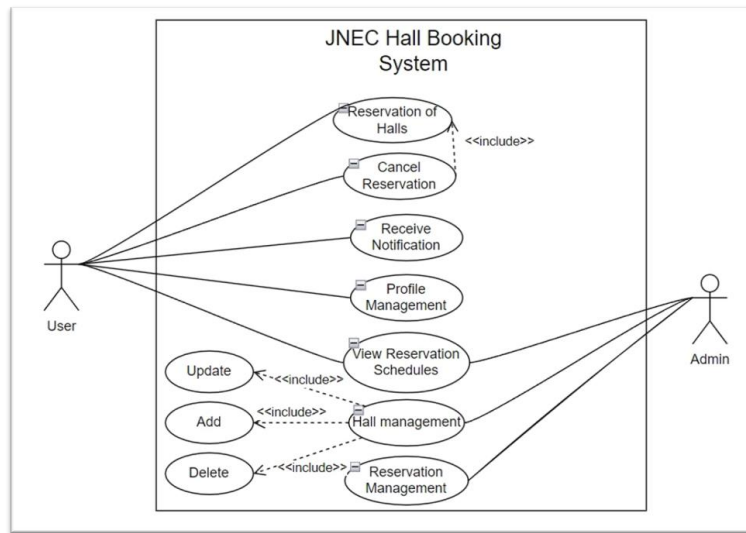 JNEC Hall Booking
System
Reservation of
Halls
<<include>>
Cancel
Reservation
Receive
Notification
Profile
Management
User
View Reservation
Schedules
Admin
Update
<<include>>
Add
<<include>>
Hall management
Delete
<<include>>
Reservation
Management